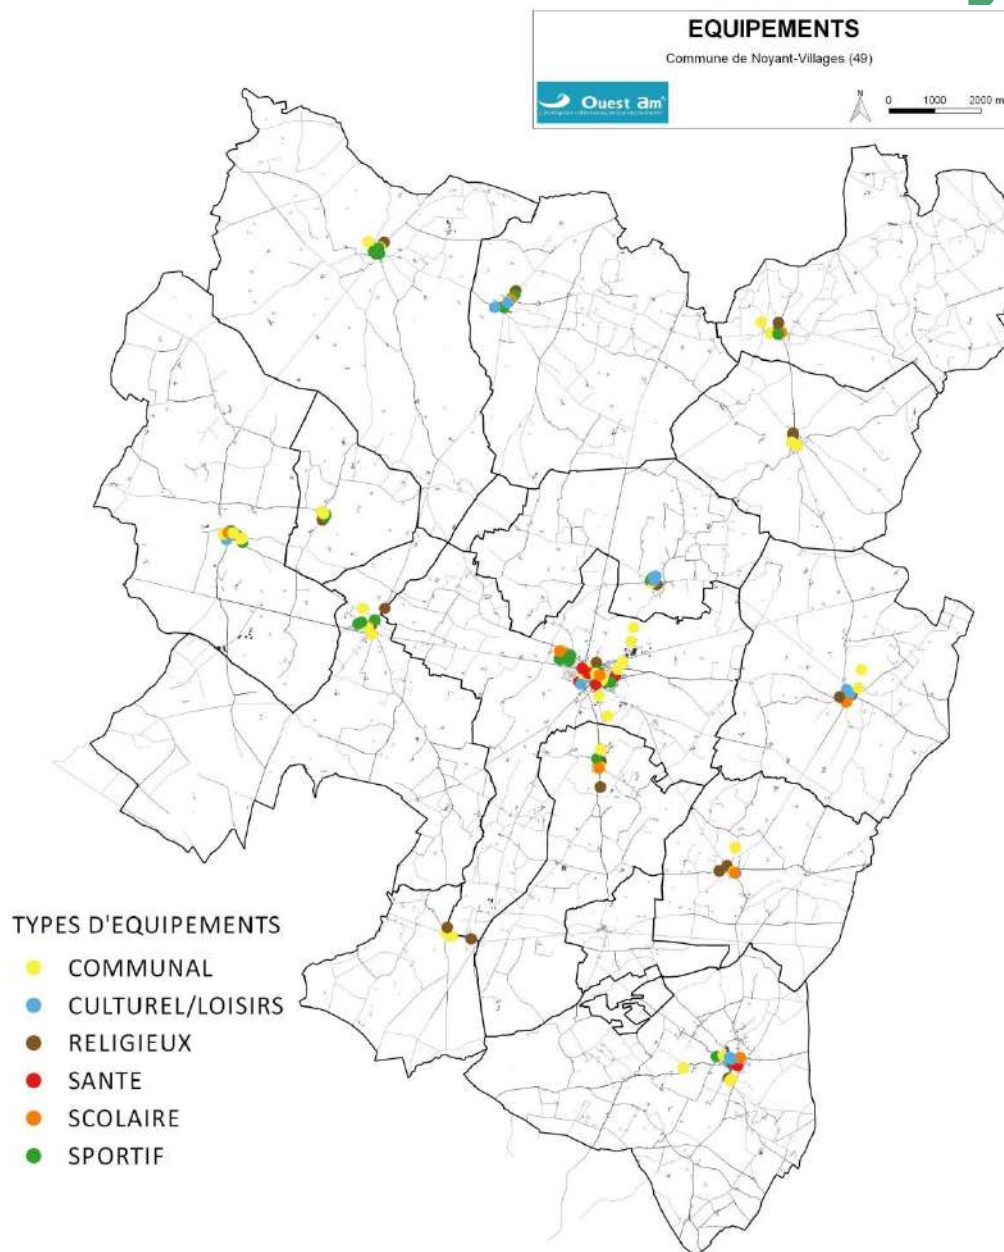 EQUIPEMENTS
Commune de Noyant-Villages (49)
Ouest am'
N
0 1000 2000 m
TYPES D'EQUIPEMENTS
COMMUNAL
CULTUREL/LOISIRS
RELIGIEUX
SANTE
SCOLAIRE
SPORTIF